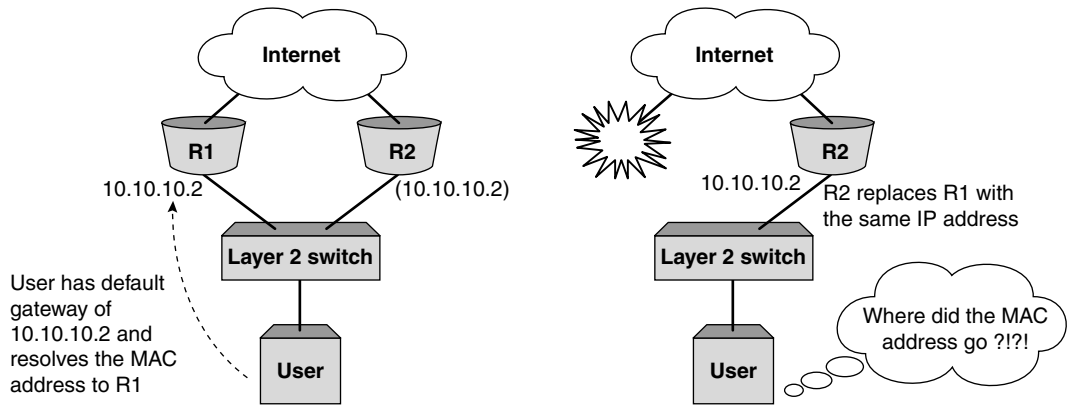 Internet
R1
R2
10.10.10.2
(10.10.10.2)
Layer 2 switch
User has default
gateway of
10.10.10.2 and
resolves the MAC
address to R1
User
Internet
R2
10.10.10.2
R2 replaces R1 with
the same IP address
Layer 2 switch
Where did the MAC
address go ?!?!
User